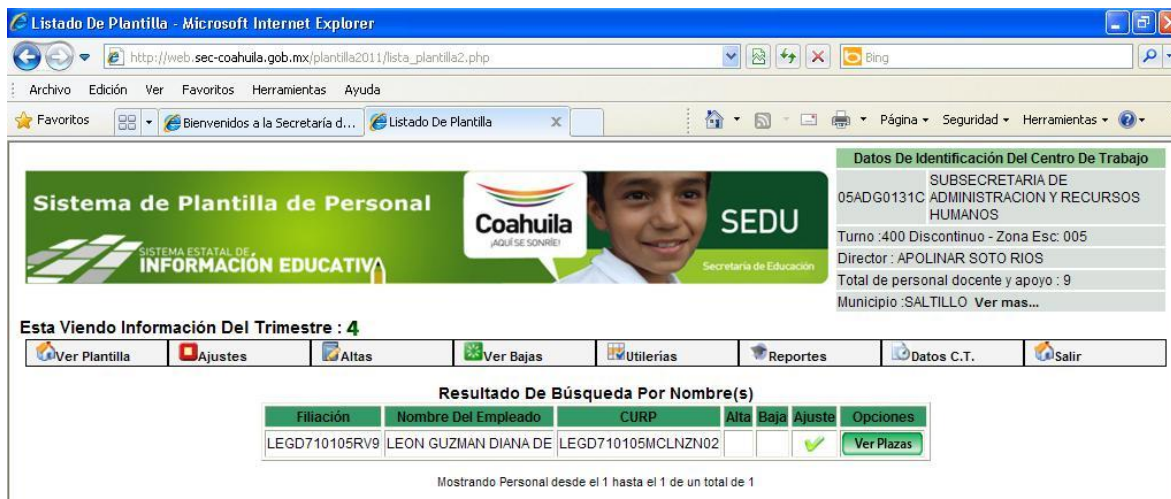 Listado De Plantilla - Microsoft Internet Explorer
http://web.sec-coahuila.gob.mx/plantilla2011/lista_plantilla2.php
Bing
Archivo Edición Ver Favoritos Herramientas Ayuda
Favoritos Bienvenidos a la Secretaría d... Listado De Plantilla Página Seguridad Herramientas
Datos De Identificación Del Centro De Trabajo
05ADG0131C SUBSECRETARIA DE ADMINISTRACION Y RECURSOS HUMANOS
Turno :400 Discontinuo - Zona Esc: 005
Director : APOLINAR SOTO RIOS
Total de personal docente y apoyo : 9
Municipio :SALTILLO Ver mas...
Sistema de Plantilla de Personal
SISTEMA ESTATAL DE
INFORMACIÓN EDUCATIVA
Coahuila
¡AQUÍ SE SONRÍE!
SEDU
Secretaría de Educación
Esta Viendo Información Del Trimestre : 4
Ver Plantilla Ajustes Altas Ver Bajas Utilerias Reportes Datos C.T. Salir
Resultado De Búsqueda Por Nombre(s)
Filiación Nombre Del Empleado CURP Alta Baja Ajuste Opciones
LEGD710105RV9 LEON GUZMAN DIANA DE LEGD710105MCLNZN02 Ver Plazas
Mostrando Personal desde el 1 hasta el 1 de un total de 1